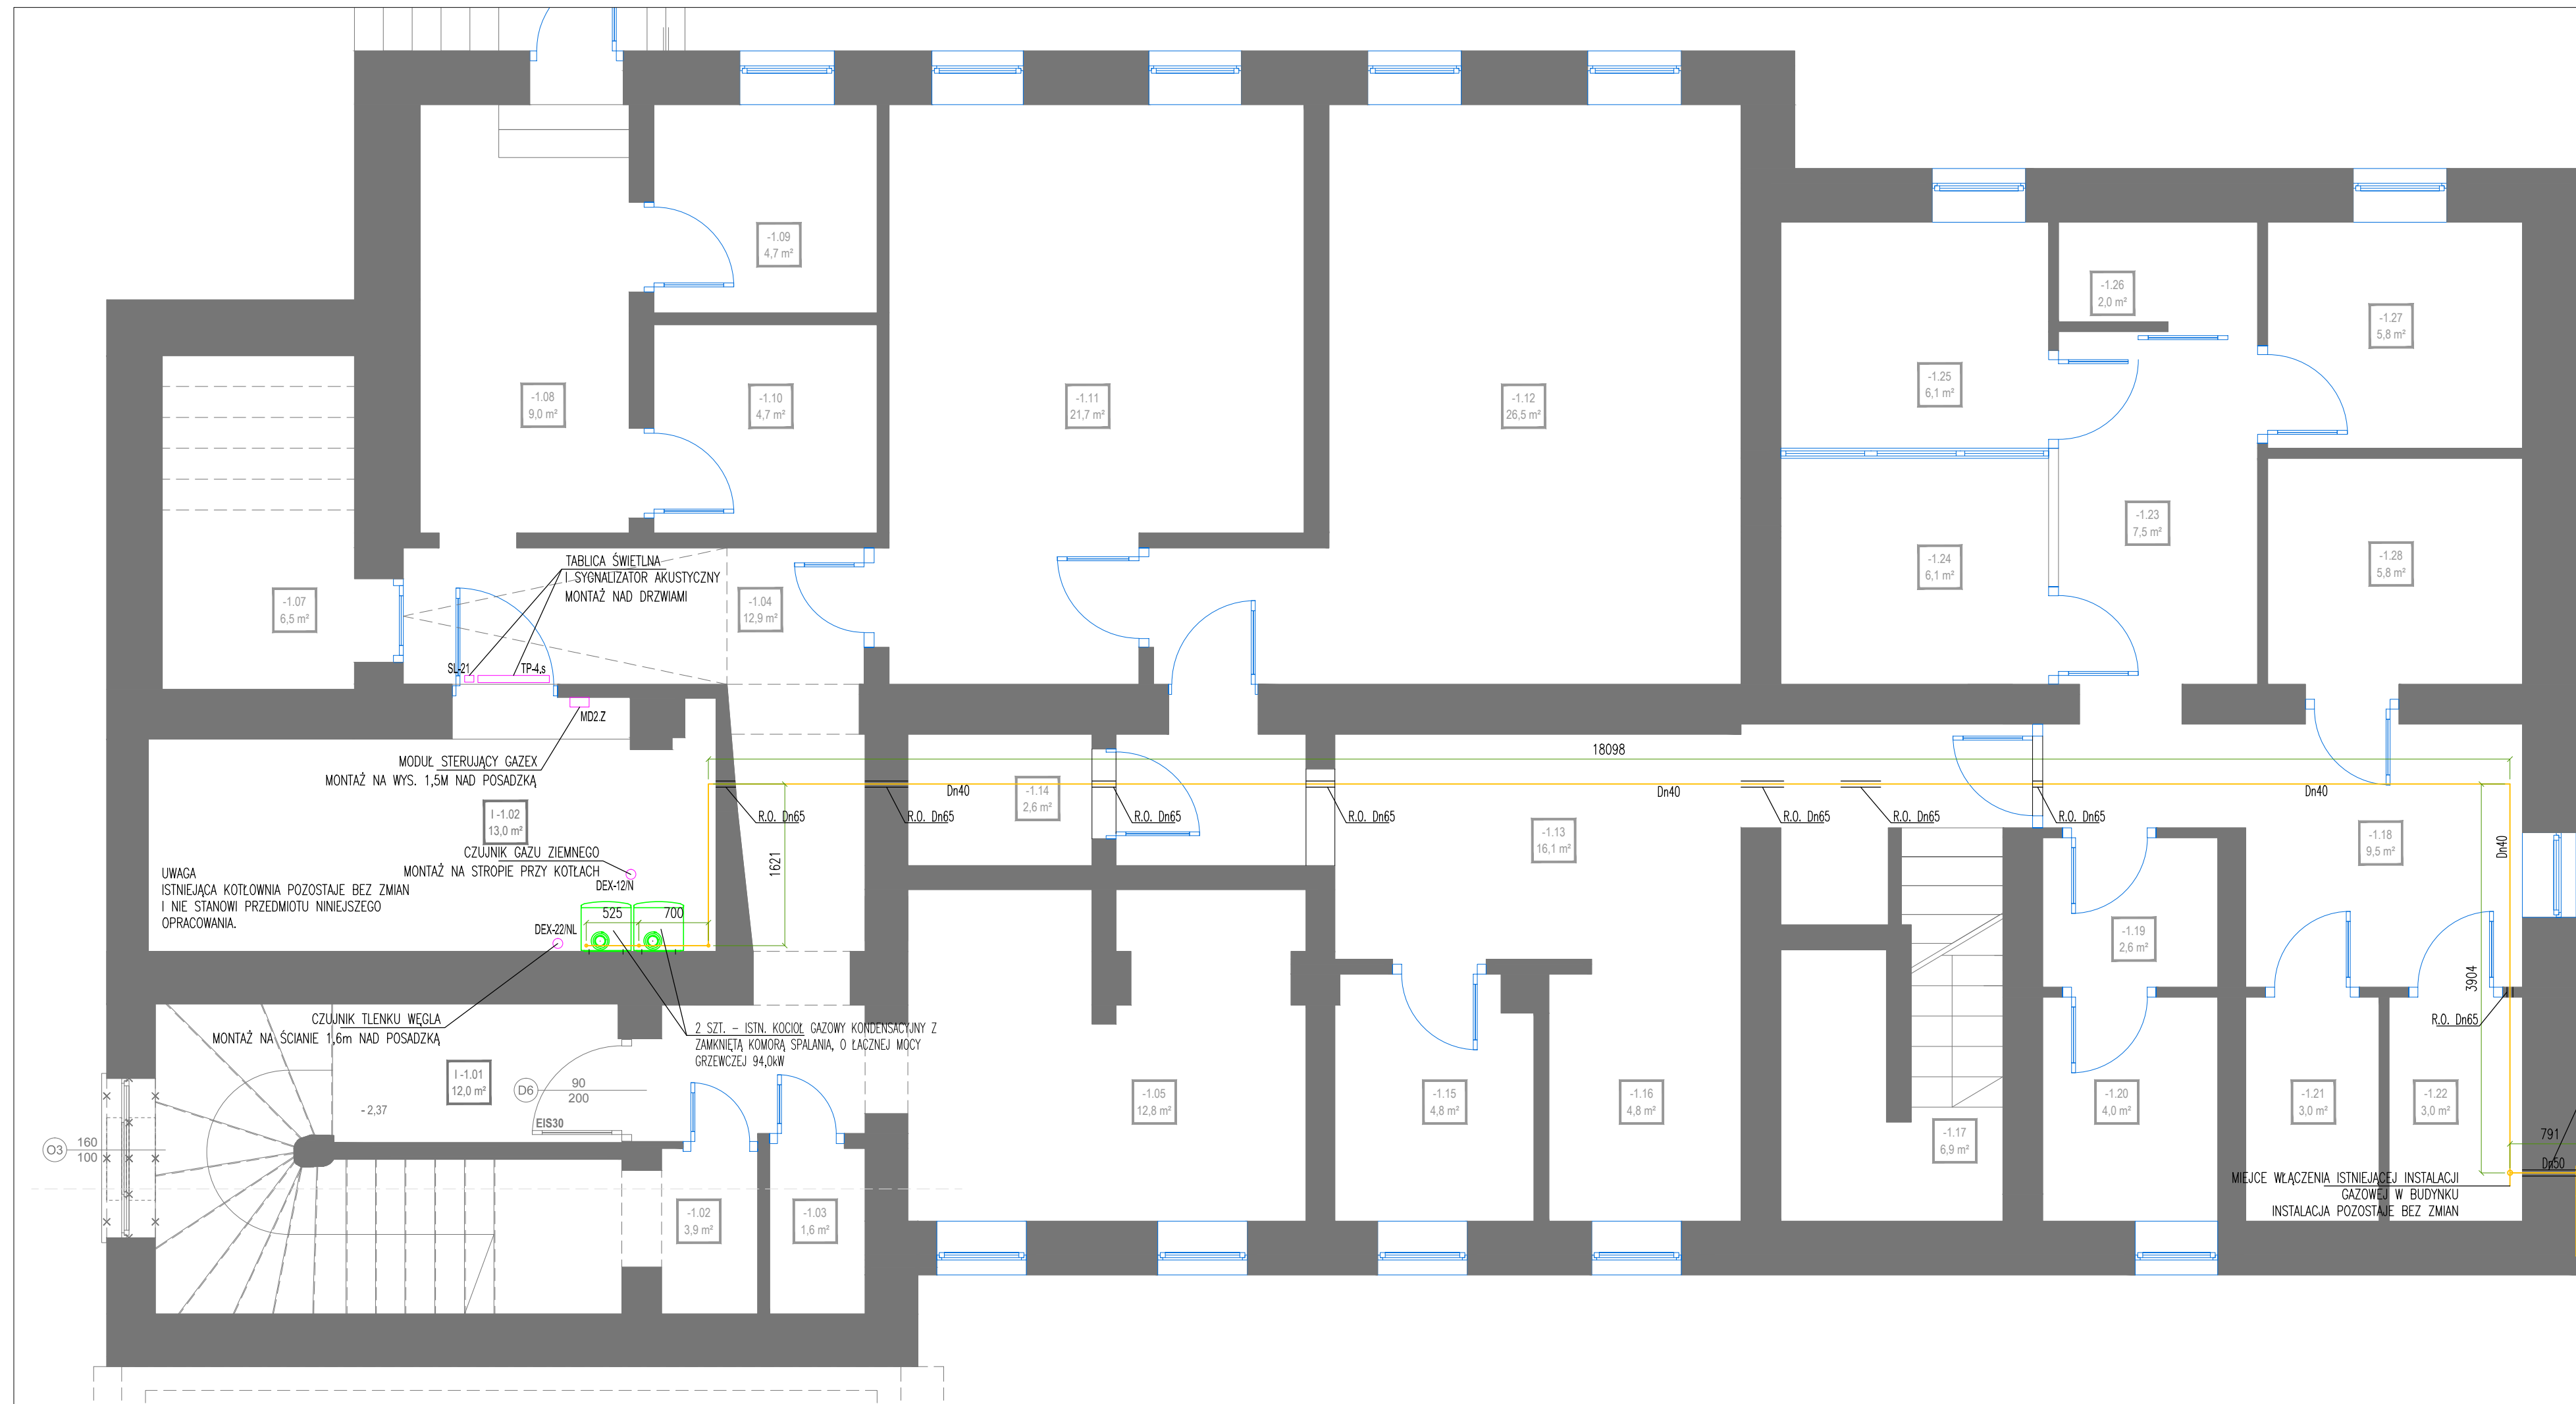 -1.09
4,7 m²
-1.26
2,0 m²
-1.27
5,8 m²
-1.08
9,0 m²
-1.10
4,7 m²
-1.11
21,7 m²
-1.12
26,5 m²
-1.25
6,1 m²
-1.23
7,5 m²
-1.24
6,1 m²
-1.28
5,8 m²
TABLICA ŚWIETLNA
I SYGNALIZATOR AKUSTYCZNY
MONTAŻ NAD DRZWIAMI
-1.07
6,5 m²
-1.04
12,9 m²
SL-21
TP-4.s
MD2.Z
MODUŁ STERUJĄCY GAZEX
MONTAŻ NA WYS. 1,5M NAD POSADZKĄ
18098
Dn40
Dn40
Dn40
-1.14
2,6 m²
I -1.02
13,0 m²
R.O. Dn65
R.O. Dn65
R.O. Dn65
R.O. Dn65
R.O. Dn65
R.O. Dn65
R.O. Dn65
-1.13
16,1 m²
-1.18
9,5 m²
Dn40
1621
CZUJNIK GAZU ZIEMNEGO
MONTAŻ NA STROPIE PRZY KOTŁACH
DEX-12/N
UWAGA
ISTNIEJĄCA KOTŁOWNIA POZOSTAJE BEZ ZMIAN
I NIE STANOWI PRZEDMIOTU NINIEJSZEGO
OPRACOWANIA.
525
700
DEX-22/NL
-1.19
2,6 m²
3904
R.O. Dn65
CZUJNIK TLENKU WĘGLA
MONTAŻ NA ŚCIANIE 1,6m NAD POSADZKĄ
2 SZT. – ISTN. KOCIOŁ GAZOWY KONDENSACYJNY Z
ZAMKNIĘTĄ KOMORĄ SPALANIA, O ŁĄCZNEJ MOCY
GRZEWCZEJ 94,0kW
I -1.01
12,0 m²
D6
90
200
EIS30
- 2,37
O3
160
100
-1.05
12,8 m²
-1.15
4,8 m²
-1.16
4,8 m²
-1.17
6,9 m²
-1.20
4,0 m²
-1.21
3,0 m²
-1.22
3,0 m²
791
Dn50
MIEJCE WŁĄCZENIA ISTNIEJĄCEJ INSTALACJI
GAZOWEJ W BUDYNKU
INSTALACJA POZOSTAJE BEZ ZMIAN
-1.02
3,9 m²
-1.03
1,6 m²